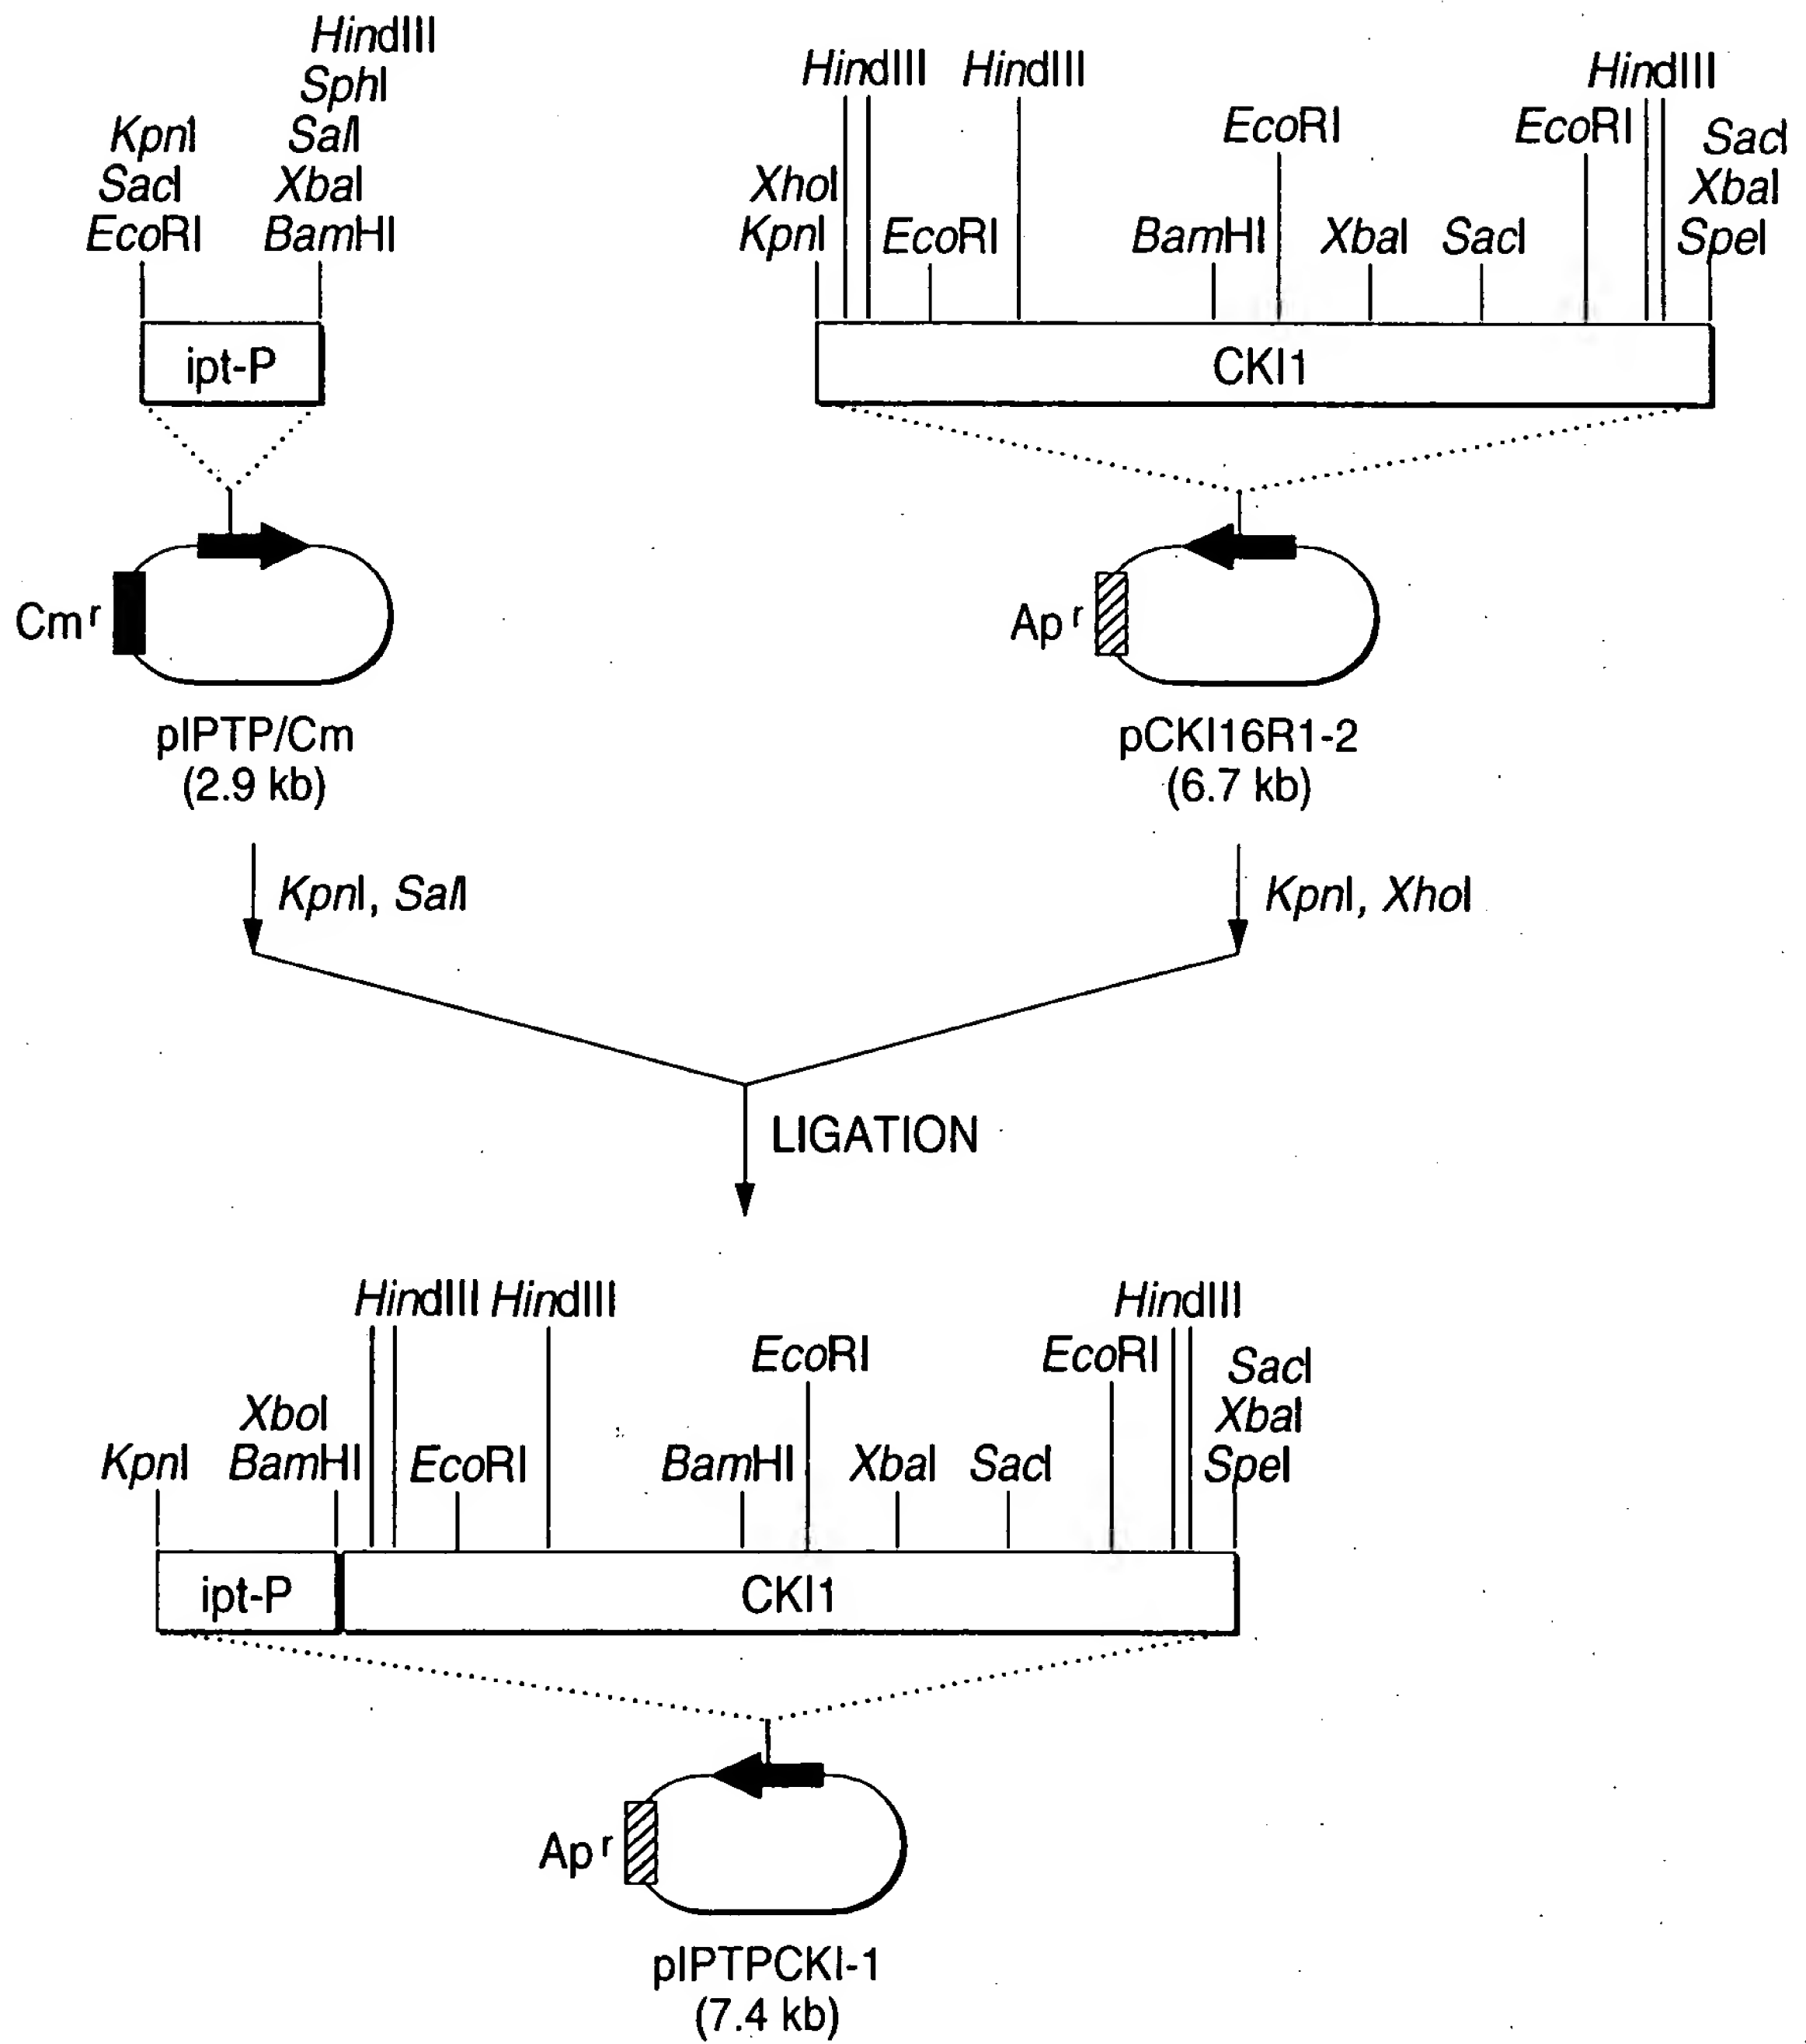 HindIII
SphI
KpnI SalI
SacI XbaI
EcoRI BamHI
ipt-P
Cm r
pIPTP/Cm
(2.9 kb)
KpnI, SalI
HindIII HindIII HindIII
EcoRI EcoRI SacI
XhoI XbaI
KpnI EcoRI BamHI XbaI SacI SpeI
CKI1
Ap r
pCKI16R1-2
(6.7 kb)
KpnI, XhoI
LIGATION
HindIII HindIII HindIII
EcoRI EcoRI SacI
XboI XbaI
KpnI BamHI EcoRI BamHI XbaI SacI SpeI
ipt-P CKI1
Ap r
pIPTPCKI-1
(7.4 kb)